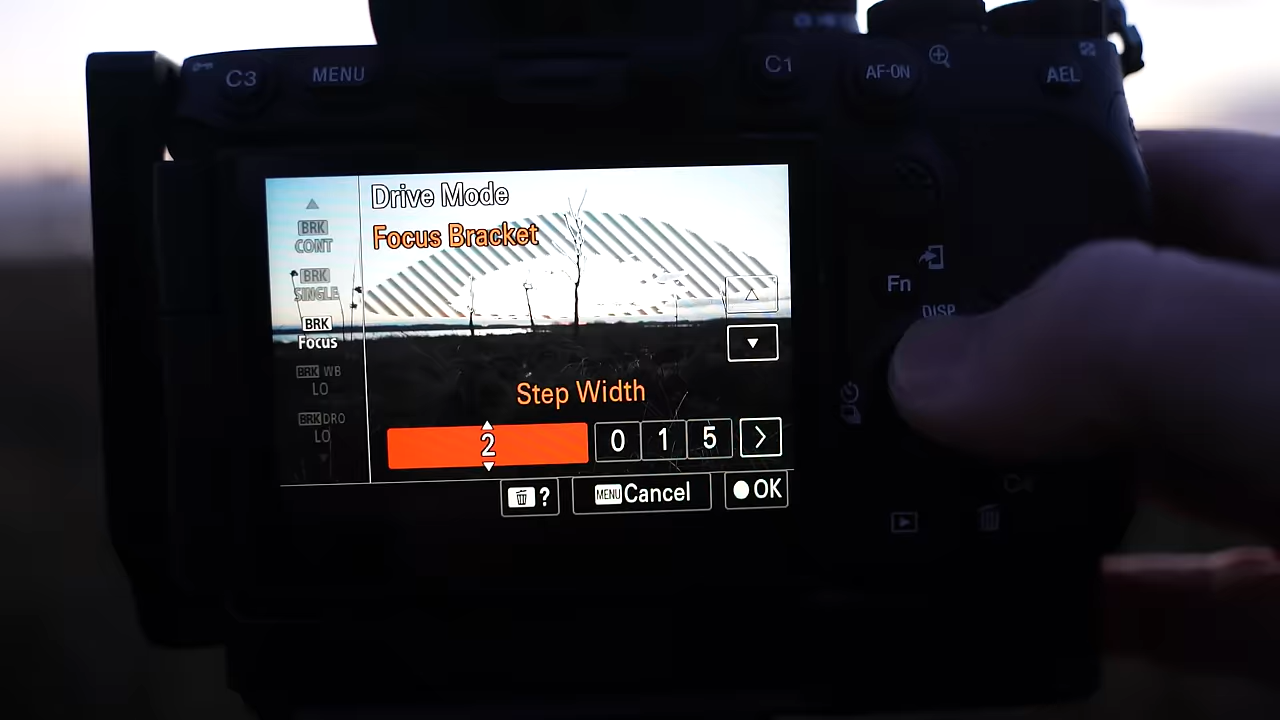 C3
MENU
C1
AF-ON
AEL
Drive Mode
Focus Bracket
BRK
CONT
BRK
SINGLE
BRK
Focus
BRK WB
LO
BRK DRO
LO
Step Width
2
0 1 5
?
MENU Cancel
OK
Fn
DISP